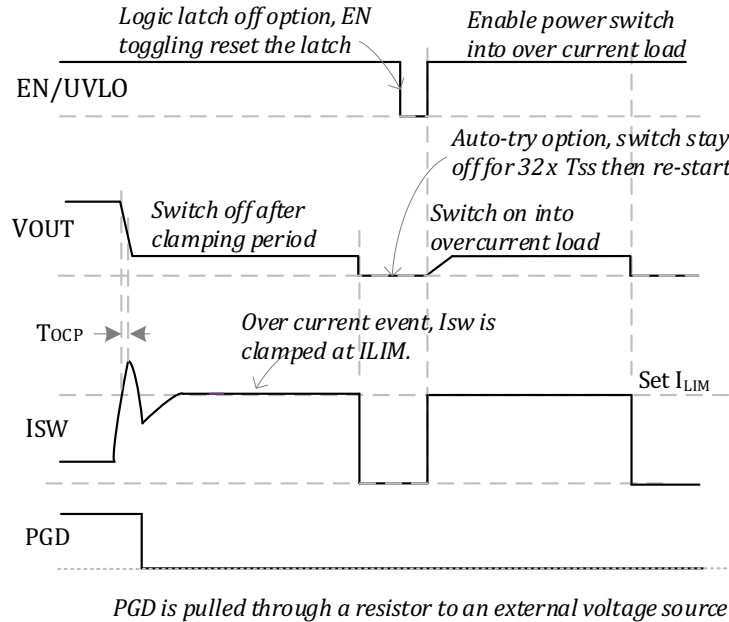 Logic latch off option, EN
toggling reset the latch
Enable power switch
into over current load
EN/UVLO
Auto-try option, switch stay
off for 32x Tss then re-start
VOUT
Switch off after
clamping period
Switch on into
overcurrent load
TOCP
Over current event, Isw is
clamped at ILIM.
Set ILIM
ISW
PGD
PGD is pulled through a resistor to an external voltage source